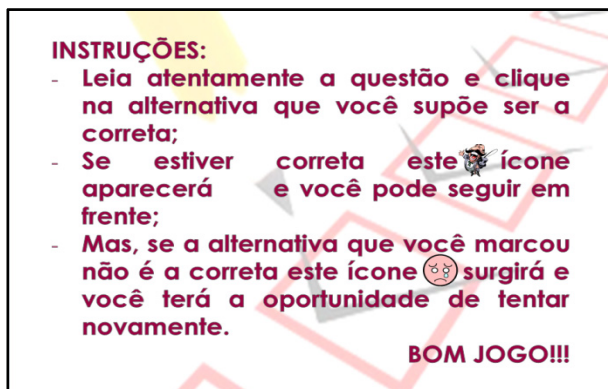 INSTRUÇÕES:
- Leia atentamente a questão e clique
na alternativa que você supõe ser a
correta;
- Se estiver correta este ícone
aparecerá e você pode seguir em
frente;
- Mas, se a alternativa que você marcou
não é a correta este ícone surgirá e
você terá a oportunidade de tentar
novamente.
BOM JOGO!!!